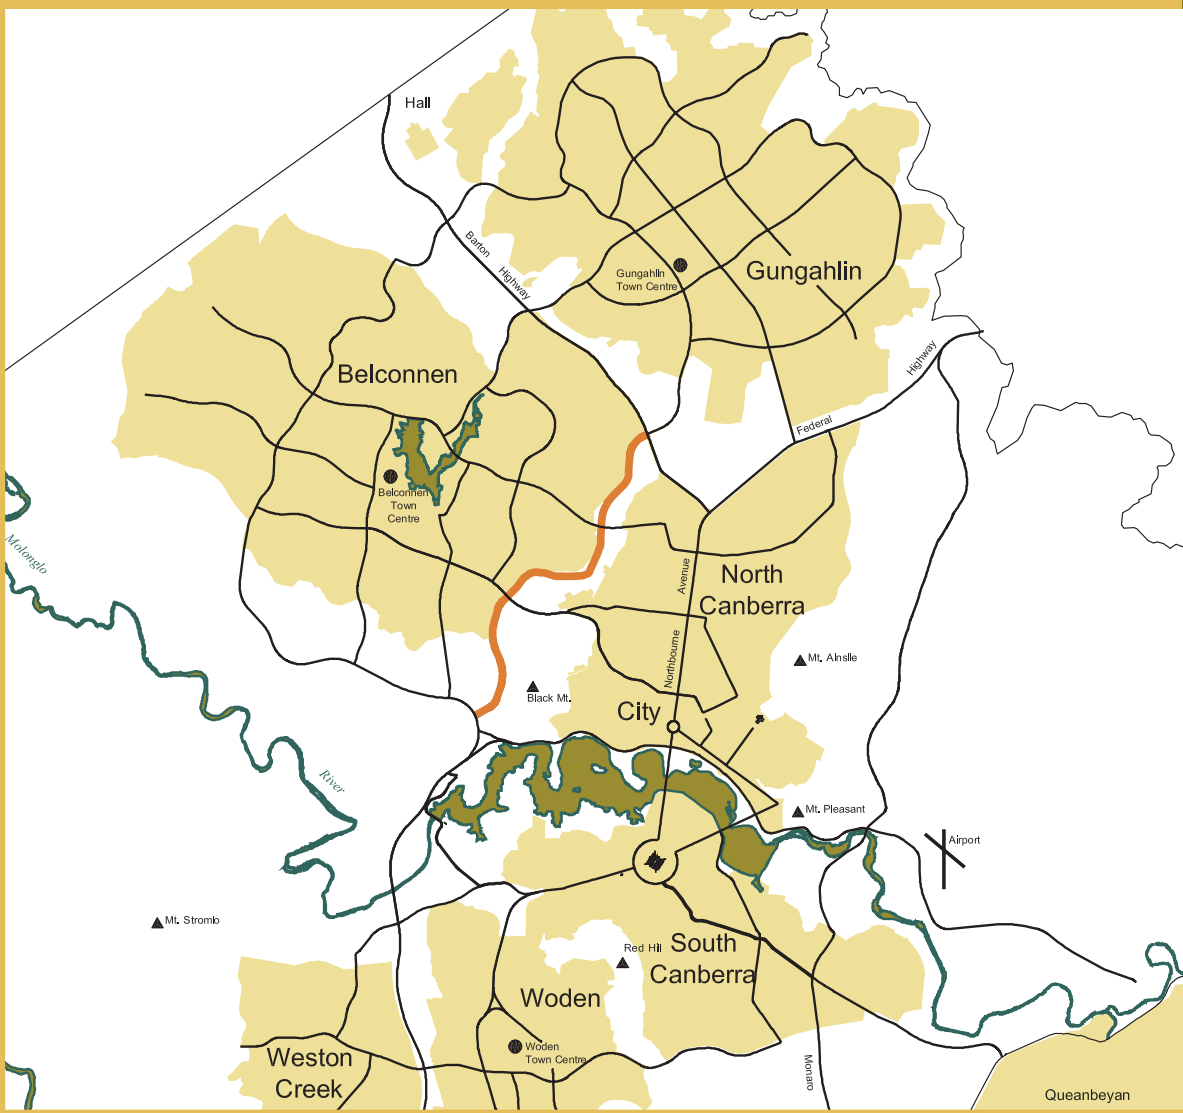 Hall
Barton
Highway
Gungahlin
Town Centre
Gungahlin
Highway
Federal
Belconnen
Belconnen
Town
Centre
Molonglo
River
Avenue
Northbourne
North
Canberra
Mt. Ainslie
Black Mt.
City
Mt. Pleasant
Airport
Mt. Stromlo
Red Hill
South
Canberra
Woden
Woden
Town Centre
Weston
Creek
Monaro
Queanbeyan